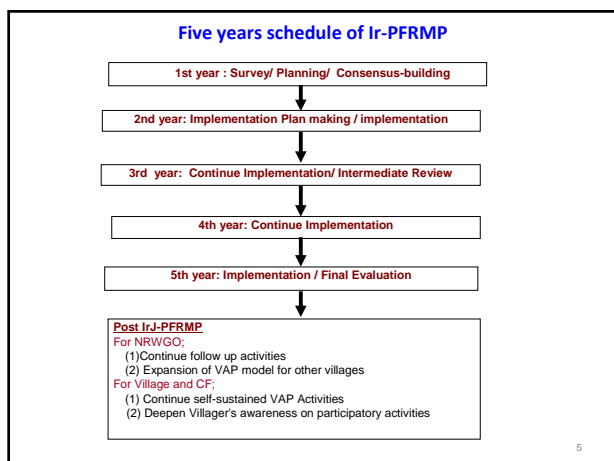 Five years schedule of Ir-PFRMP
1st year : Survey/ Planning/ Consensus-building
2nd year: Implementation Plan making / implementation
3rd year: Continue Implementation/ Intermediate Review
4th year: Continue Implementation
5th year: Implementation / Final Evaluation
Post IrJ-PFRMP
For NRWGO;
(1)Continue follow up activities
(2) Expansion of VAP model for other villages
For Village and CF;
(1) Continue self-sustained VAP Activities
(2) Deepen Villager's awareness on participatory activities
5